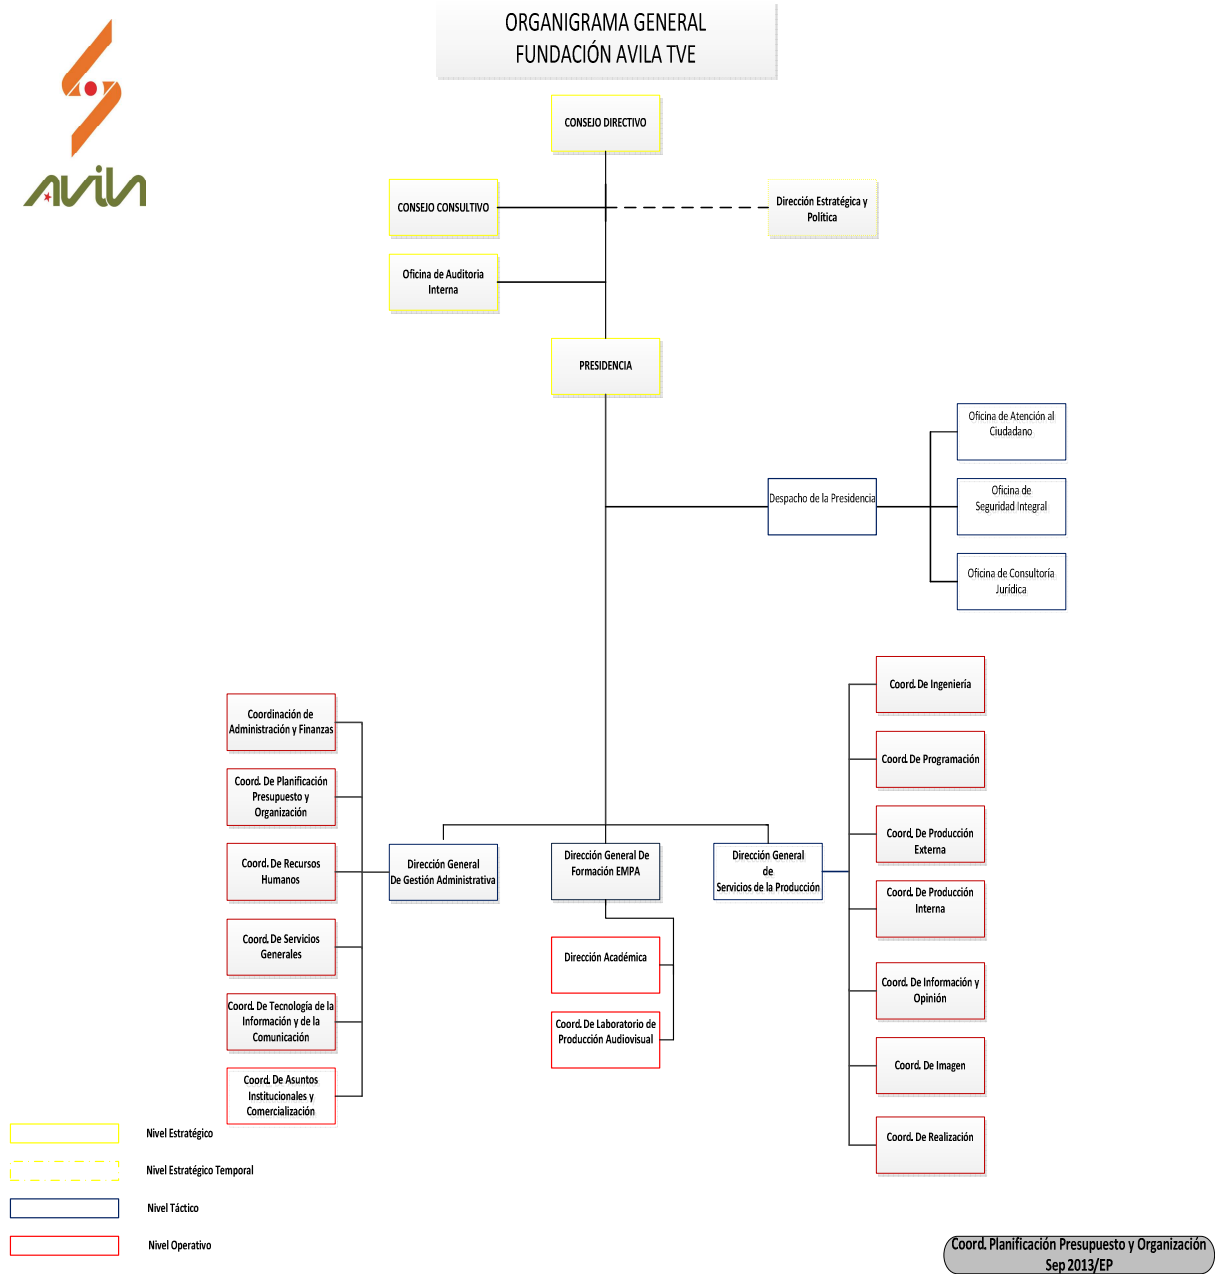 ORGANIGRAMA GENERAL
FUNDACIÓN AVILA TVE
Avila
CONSEJO DIRECTIVO
CONSEJO CONSULTIVO
Dirección Estratégica y
Política
Oficina de Auditoria
Interna
PRESIDENCIA
Oficina de Atención al
Ciudadano
Despacho de la Presidencia
Oficina de
Seguridad Integral
Oficina de Consultoría
Jurídica
Coordinación de
Administración y Finanzas
Coord. De Planificación
Presupuesto y
Organización
Coord. De Recursos
Humanos
Coord. De Servicios
Generales
Coord. De Tecnología de la
Información y de la
Comunicación
Coord. De Asuntos
Institucionales y
Comercialización
Dirección General
De Gestión Administrativa
Dirección General De
Formación EMPA
Dirección Académica
Coord. De Laboratorio de
Producción Audiovisual
Dirección General
de
Servicios de la Producción
Coord. De Ingeniería
Coord. De Programación
Coord. De Producción
Externa
Coord. De Producción
Interna
Coord. De Información y
Opinión
Coord. De Imagen
Coord. De Realización
Nivel Estratégico
Nivel Estratégico Temporal
Nivel Táctico
Nivel Operativo
Coord. Planificación Presupuesto y Organización
Sep 2013/EP